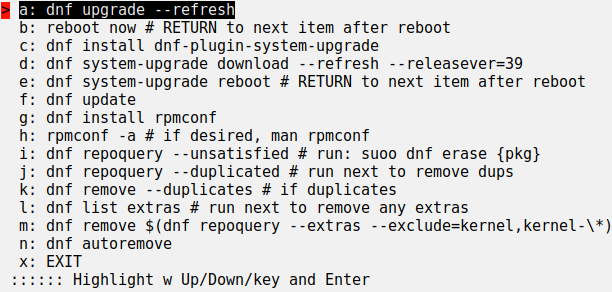 > a: dnf upgrade --refresh
b: reboot now # RETURN to next item after reboot
c: dnf install dnf-plugin-system-upgrade
d: dnf system-upgrade download --refresh --releasever=39
e: dnf system-upgrade reboot # RETURN to next item after reboot
f: dnf update
g: dnf install rpmconf
h: rpmconf -a # if desired, man rpmconf
i: dnf repoquery --unsatisfied # run: suoo dnf erase {pkg}
j: dnf repoquery --duplicated # run next to remove dups
k: dnf remove --duplicates # if duplicates
l: dnf list extras # run next to remove any extras
m: dnf remove $(dnf repoquery --extras --exclude=kernel,kernel-\*)
n: dnf autoremove
x: EXIT
:::::: Highlight w Up/Down/key and Enter